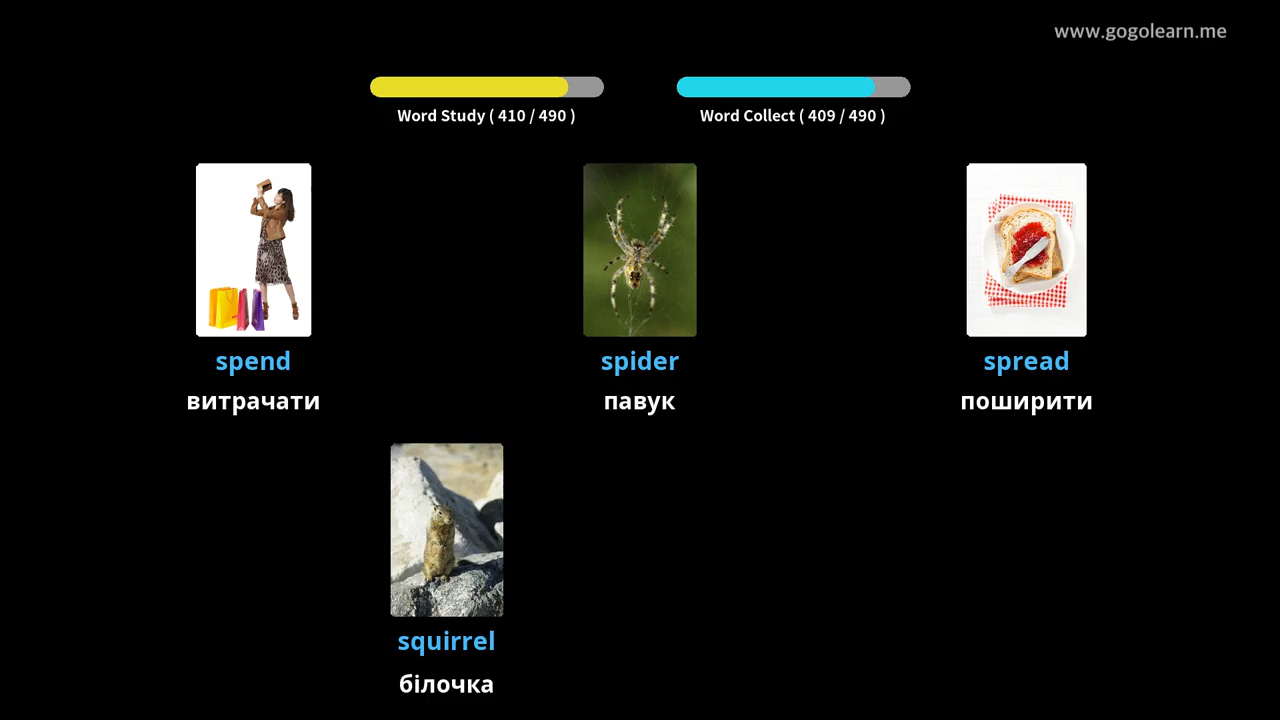 www.gogolearn.me
Word Study ( 410 / 490 )
Word Collect ( 409 / 490 )
spend
spider
spread
витрачати
павук
поширити
squirrel
білочка